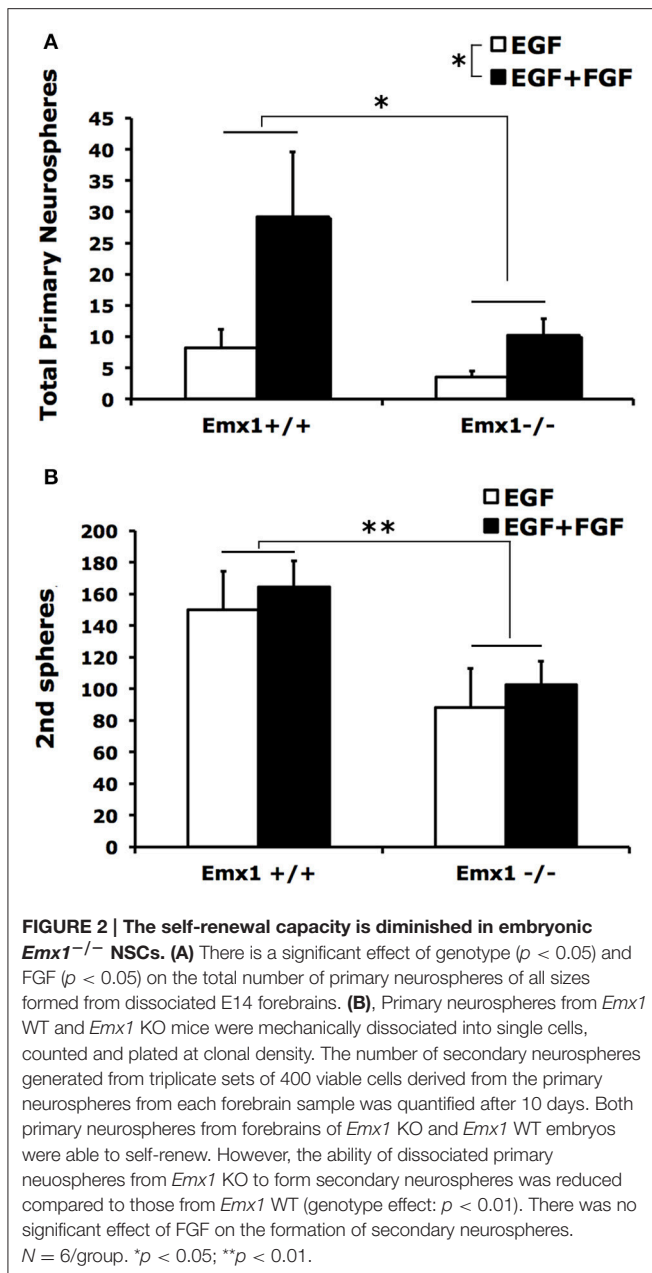 A
EGF
* EGF+FGF
*
Total Primary Neurospheres
45
40
35
30
25
20
15
10
5
0
Emx1+/+ Emx1-/-
B
EGF
EGF+FGF
**
2nd spheres
200
180
160
140
120
100
80
60
40
20
0
Emx1 +/+ Emx1 -/-
FIGURE 2 | The self-renewal capacity is diminished in embryonic
Emx1−/− NSCs. (A) There is a significant effect of genotype (p < 0.05) and
FGF (p < 0.05) on the total number of primary neurospheres of all sizes
formed from dissociated E14 forebrains. (B), Primary neurospheres from Emx1
WT and Emx1 KO mice were mechanically dissociated into single cells,
counted and plated at clonal density. The number of secondary neurospheres
generated from triplicate sets of 400 viable cells derived from the primary
neurospheres from each forebrain sample was quantified after 10 days. Both
primary neurospheres from forebrains of Emx1 KO and Emx1 WT embryos
were able to self-renew. However, the ability of dissociated primary
neuospheres from Emx1 KO to form secondary neurospheres was reduced
compared to those from Emx1 WT (genotype effect: p < 0.01). There was no
significant effect of FGF on the formation of secondary neurospheres.
N = 6/group. *p < 0.05; **p < 0.01.